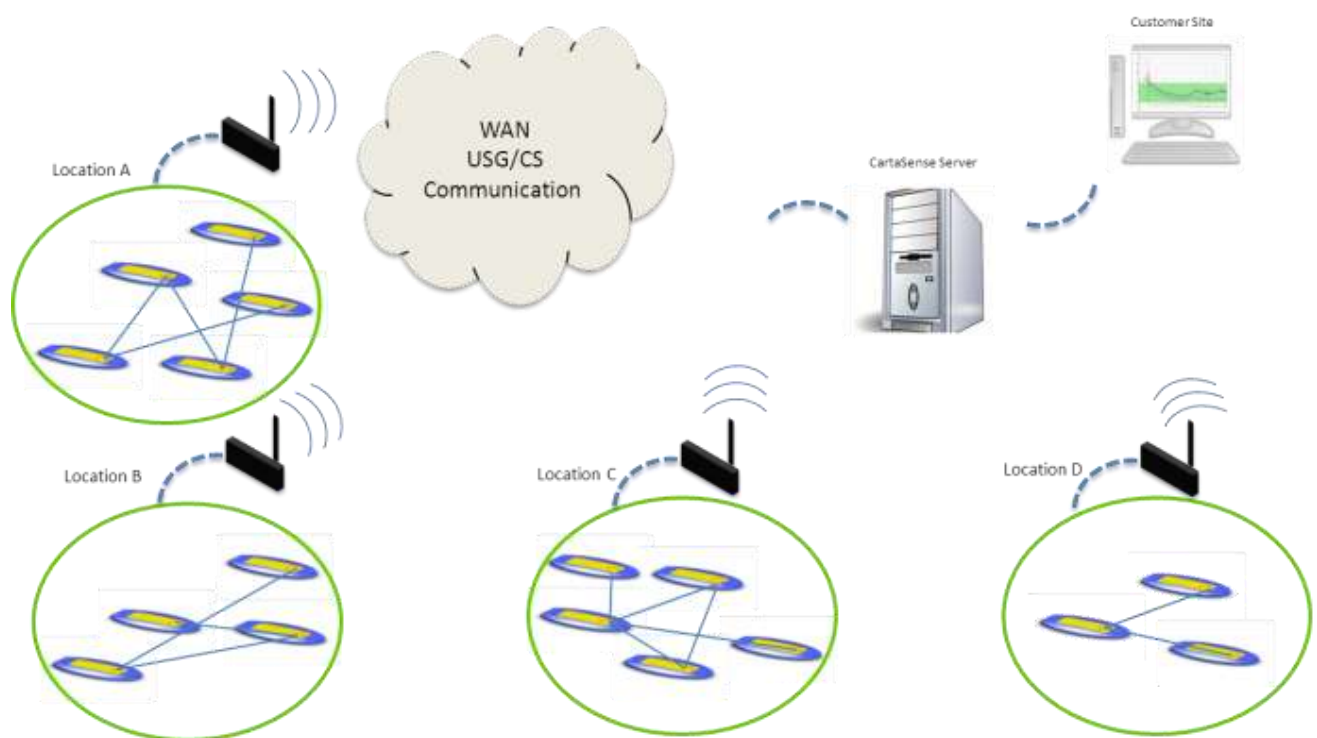 Customer Site
WAN
USG/CS
Communication
CartaSense Server
Location A
Location B
Location C
Location D